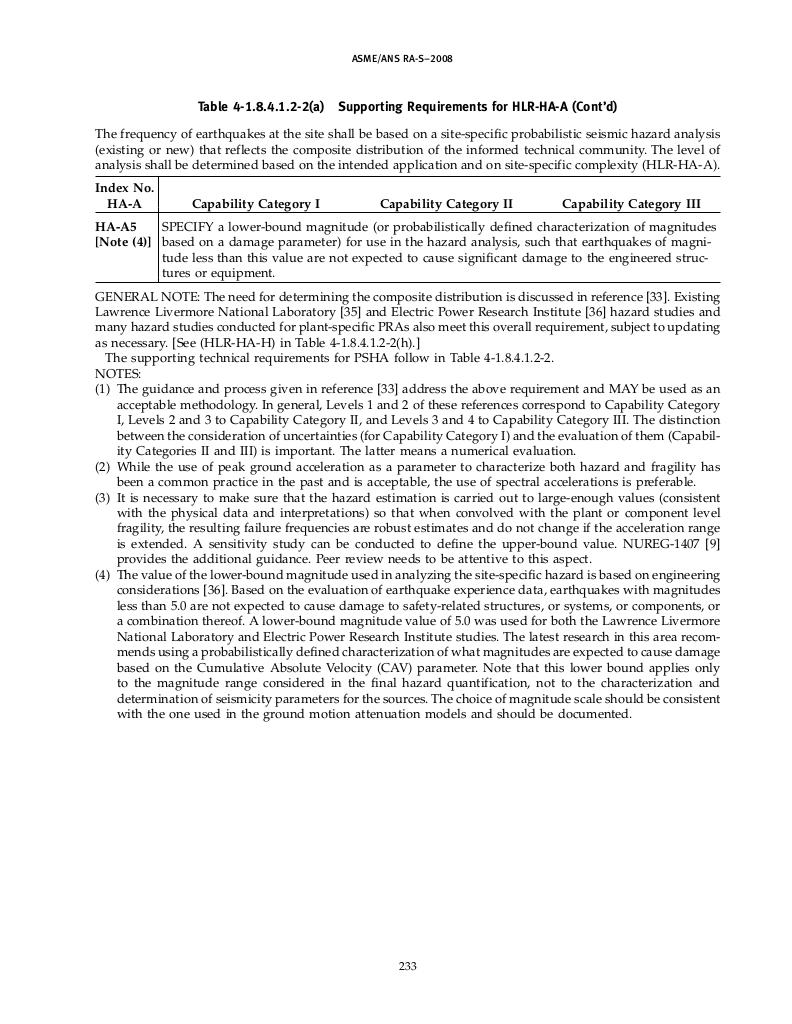 ASME/ANS RA-S–2008
Table 4-1.8.4.1.2-2(a) Supporting Requirements for HLR-HA-A (Cont'd)
The frequency of earthquakes at the site shall be based on a site-specific probabilistic seismic hazard analysis
(existing or new) that reflects the composite distribution of the informed technical community. The level of
analysis shall be determined based on the intended application and on site-specific complexity (HLR-HA-A).
Index No.
HA-A Capability Category I Capability Category II Capability Category III
HA-A5 SPECIFY a lower-bound magnitude (or probabilistically defined characterization of magnitudes
[Note (4)] based on a damage parameter) for use in the hazard analysis, such that earthquakes of magni-
tude less than this value are not expected to cause significant damage to the engineered struc-
tures or equipment.
GENERAL NOTE: The need for determining the composite distribution is discussed in reference [33]. Existing
Lawrence Livermore National Laboratory [35] and Electric Power Research Institute [36] hazard studies and
many hazard studies conducted for plant-specific PRAs also meet this overall requirement, subject to updating
as necessary. [See (HLR-HA-H) in Table 4-1.8.4.1.2-2(h).]
The supporting technical requirements for PSHA follow in Table 4-1.8.4.1.2-2.
NOTES:
(1) The guidance and process given in reference [33] address the above requirement and MAY be used as an
acceptable methodology. In general, Levels 1 and 2 of these references correspond to Capability Category
I, Levels 2 and 3 to Capability Category II, and Levels 3 and 4 to Capability Category III. The distinction
between the consideration of uncertainties (for Capability Category I) and the evaluation of them (Capabil-
ity Categories II and III) is important. The latter means a numerical evaluation.
(2) While the use of peak ground acceleration as a parameter to characterize both hazard and fragility has
been a common practice in the past and is acceptable, the use of spectral accelerations is preferable.
(3) It is necessary to make sure that the hazard estimation is carried out to large-enough values (consistent
with the physical data and interpretations) so that when convolved with the plant or component level
fragility, the resulting failure frequencies are robust estimates and do not change if the acceleration range
is extended. A sensitivity study can be conducted to define the upper-bound value. NUREG-1407 [9]
provides the additional guidance. Peer review needs to be attentive to this aspect.
(4) The value of the lower-bound magnitude used in analyzing the site-specific hazard is based on engineering
considerations [36]. Based on the evaluation of earthquake experience data, earthquakes with magnitudes
less than 5.0 are not expected to cause damage to safety-related structures, or systems, or components, or
a combination thereof. A lower-bound magnitude value of 5.0 was used for both the Lawrence Livermore
National Laboratory and Electric Power Research Institute studies. The latest research in this area recom-
mends using a probabilistically defined characterization of what magnitudes are expected to cause damage
based on the Cumulative Absolute Velocity (CAV) parameter. Note that this lower bound applies only
to the magnitude range considered in the final hazard quantification, not to the characterization and
determination of seismicity parameters for the sources. The choice of magnitude scale should be consistent
with the one used in the ground motion attenuation models and should be documented.
233